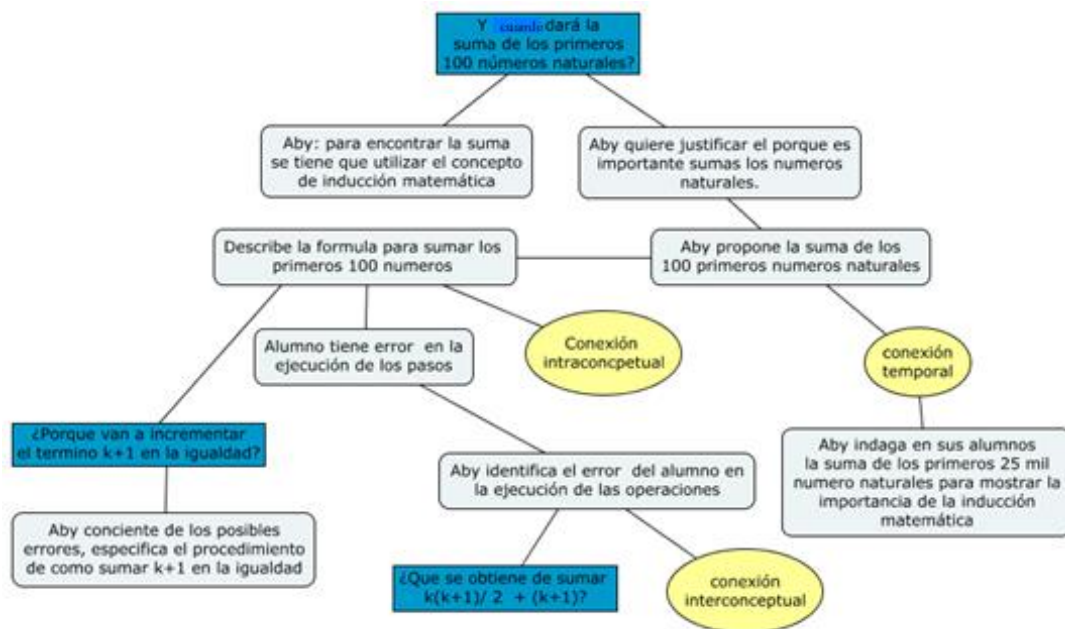 Y cuanto dará la
suma de los primeros
100 números naturales?
Aby: para encontrar la suma
se tiene que utilizar el concepto
de inducción matemática
Aby quiere justificar el porque es
importante sumas los numeros
naturales.
Describe la formula para sumar los
primeros 100 numeros
Aby propone la suma de los
100 primeros numeros naturales
Alumno tiene error en la
ejecución de los pasos
Conexión
intraconcpetual
conexión
temporal
¿Porque van a incrementar
el termino k+1 en la igualdad?
Aby identifica el error del alumno en
la ejecución de las operaciones
Aby indaga en sus alumnos
la suma de los primeros 25 mil
numero naturales para mostrar la
importancia de la inducción
matemática
Aby conciente de los posibles
errores, especifica el procedimiento
de como sumar k+1 en la igualdad
¿Que se obtiene de sumar
k(k+1)/ 2 + (k+1)?
conexión
interconceptual